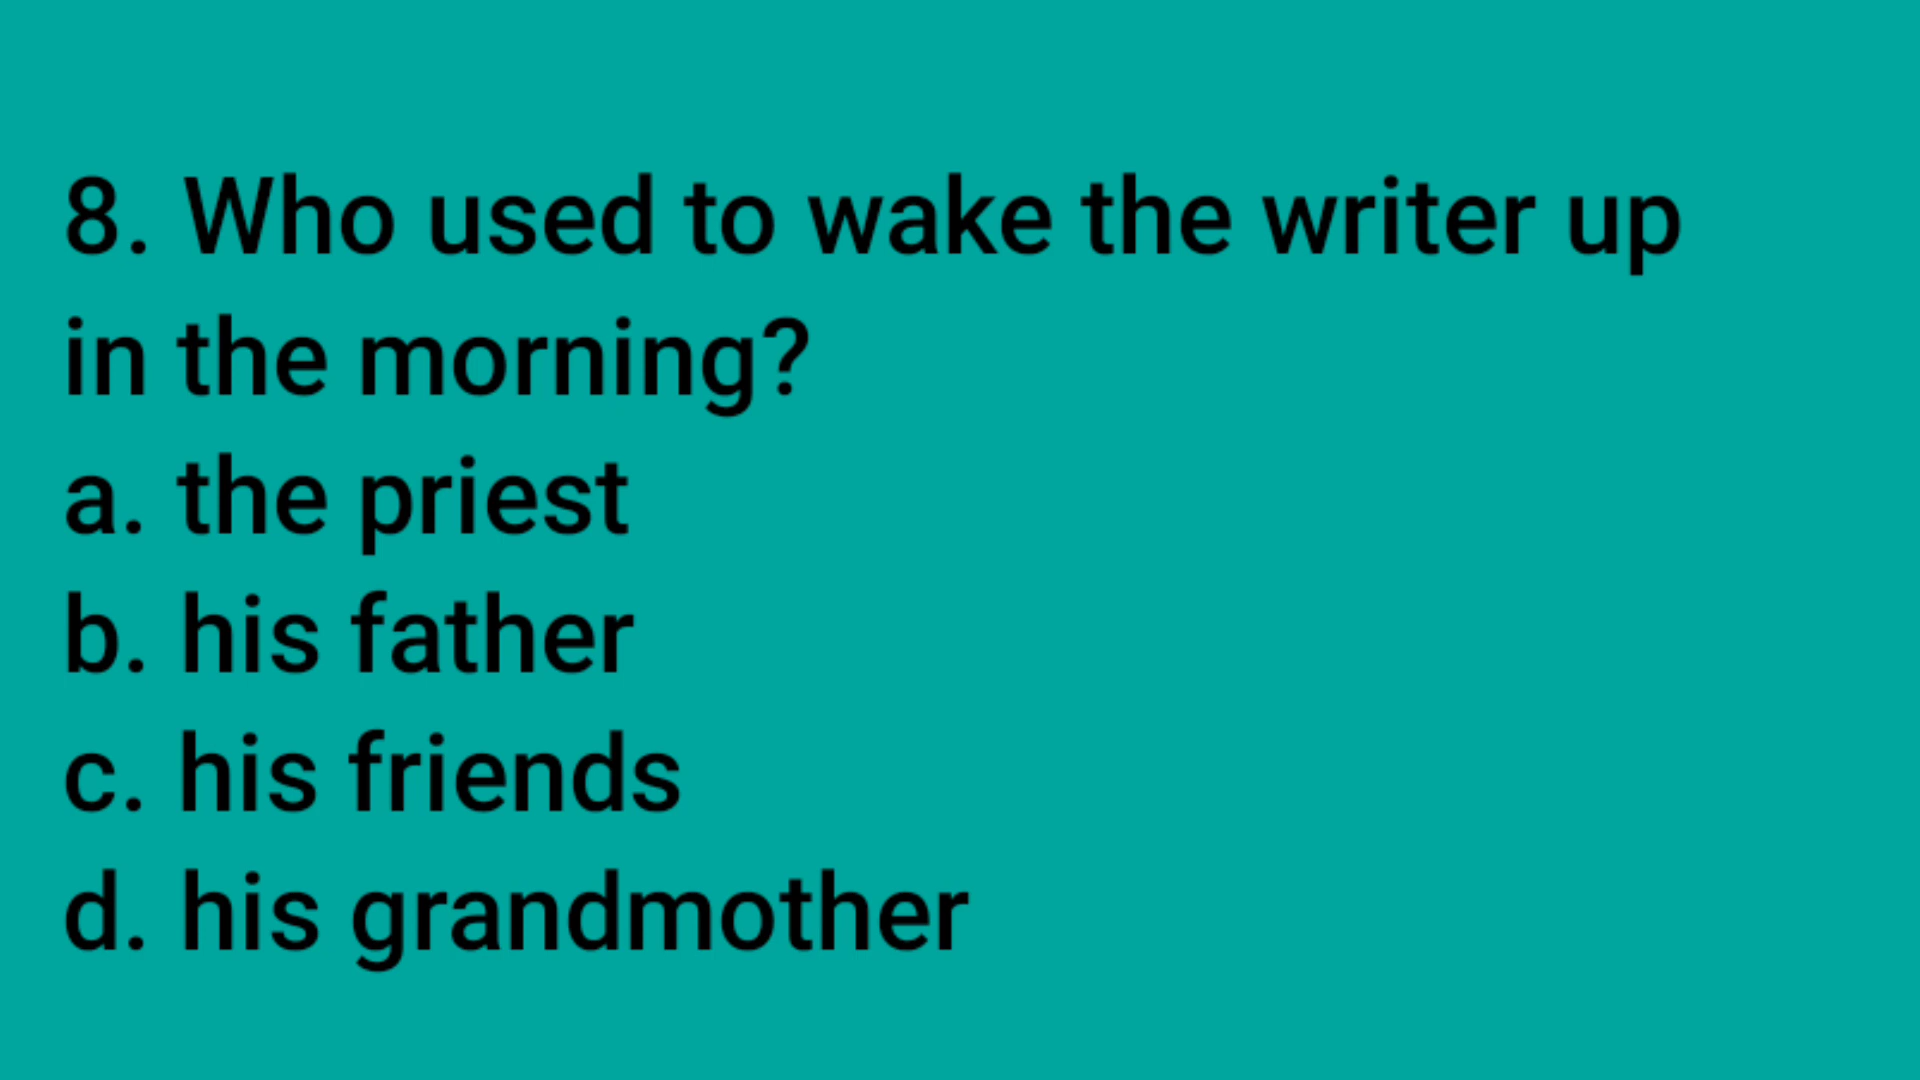 8. Who used to wake the writer up
in the morning?
a. the priest
b. his father
c. his friends
d. his grandmother